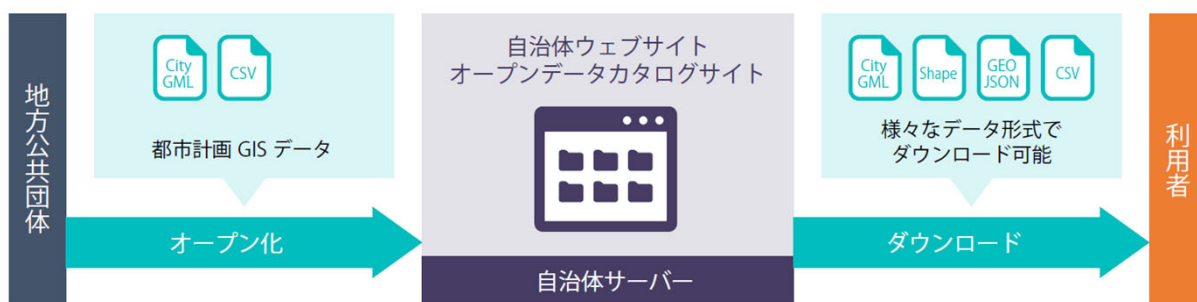 地方公共団体
City
GML
CSV
都市計画 GIS データ
オープン化
自治体ウェブサイト
オープンデータカタログサイト
自治体サーバー
City
GML
Shape
GEO
JSON
CSV
様々なデータ形式で
ダウンロード可能
ダウンロード
利用者